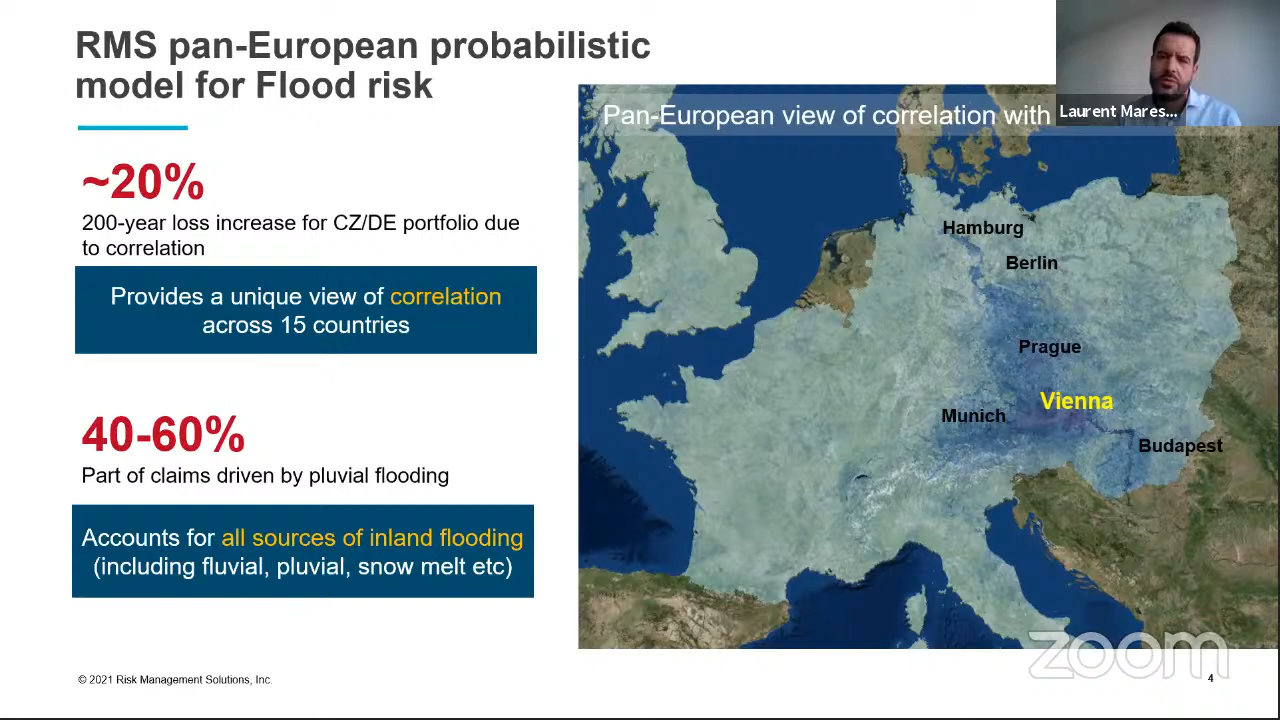 RMS pan-European probabilistic
model for Flood risk
~20%
200-year loss increase for CZ/DE portfolio due
to correlation
Provides a unique view of correlation
across 15 countries
40-60%
Part of claims driven by pluvial flooding
Accounts for all sources of inland flooding
(including fluvial, pluvial, snow melt etc)
Pan-European view of correlation with
Laurent Mares...
Hamburg
Berlin
Prague
Vienna
Munich
Budapest
zoom
© 2021 Risk Management Solutions, Inc.
4